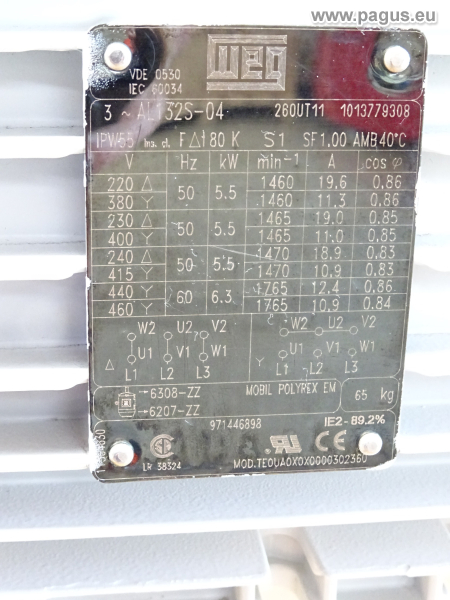 www.pagus.eu
WEG
VDE 0530
IEC 60034
3 ~ AL132S-04 260UT11 1013779308
IPW55 Ins. cl. F Δt 80 K S1 SF1.00 AMB 40°C
V Hz kW min-1 A cos φ
220 Δ 50 5.5 1460 19.6 0.86
380 Y 1460 11.3 0.86
230 Δ 50 5.5 1465 19.0 0.85
400 Y 1465 11.0 0.85
240 Δ 50 5.5 1470 18.9 0.83
415 Y 1470 10.9 0.83
440 Y 60 6.3 1765 12.4 0.86
460 Y 1765 10.9 0.84
W2 U2 V2 W2 U2 V2
Δ U1 V1 W1 Y U1 V1 W1
L1 L2 L3 L1 L2 L3
6308-ZZ MOBIL POLYREX EM 65 kg
6207-ZZ
971446898 IE2-89.2%
LR 38324
MOD.TE0UA0X0X0000302360